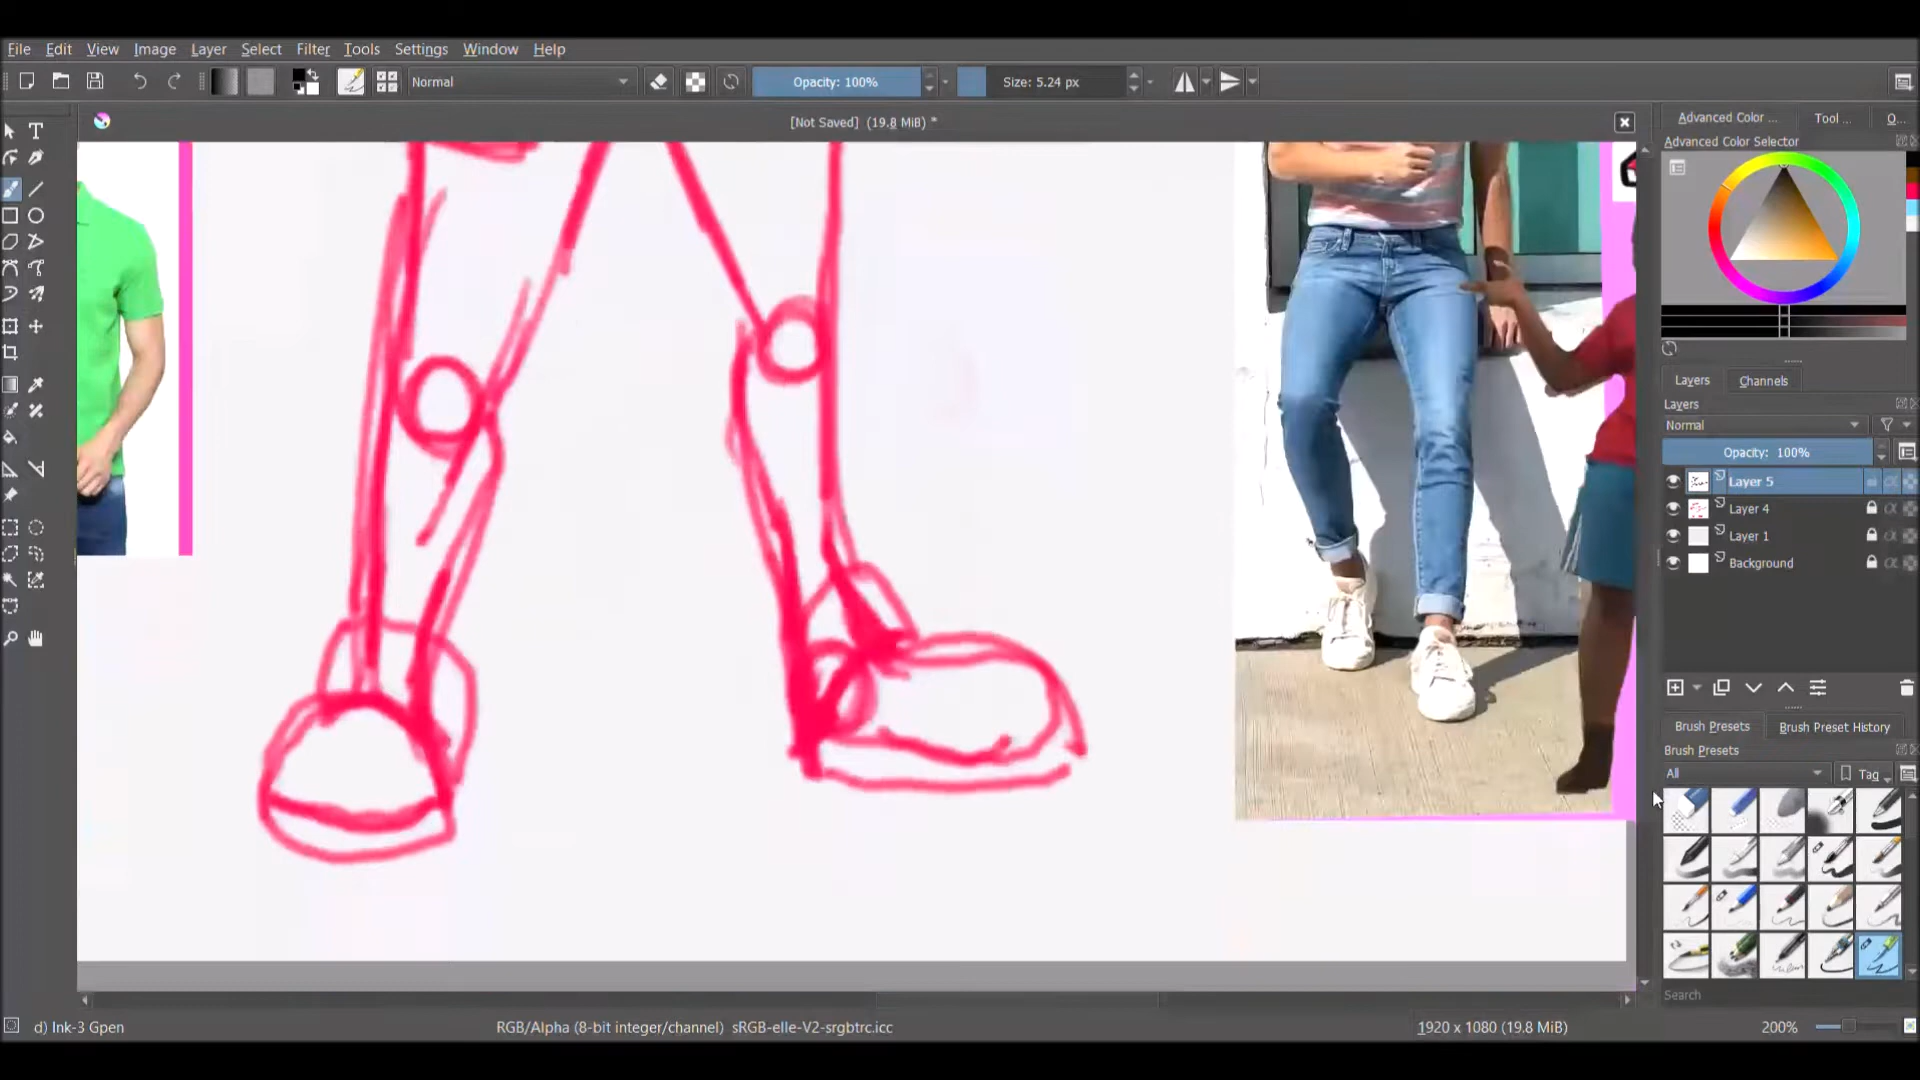 File Edit View Image Layer Select Filter Tools Settings Window Help
Normal Opacity: 100% Size: 5.24 px
[Not Saved] (19.8 MiB) *
Advanced Color ... Tool ... Q...
Advanced Color Selector
Layers Channels
Layers
Normal
Opacity: 100%
Layer 5
Layer 4
Layer 1
Background
Brush Presets Brush Preset History
Brush Presets
All Tag
Search
d) Ink-3 Gpen RGB/Alpha (8-bit integer/channel) sRGB-elle-V2-srgbtrc.icc 1920 x 1080 (19.8 MiB) 200%